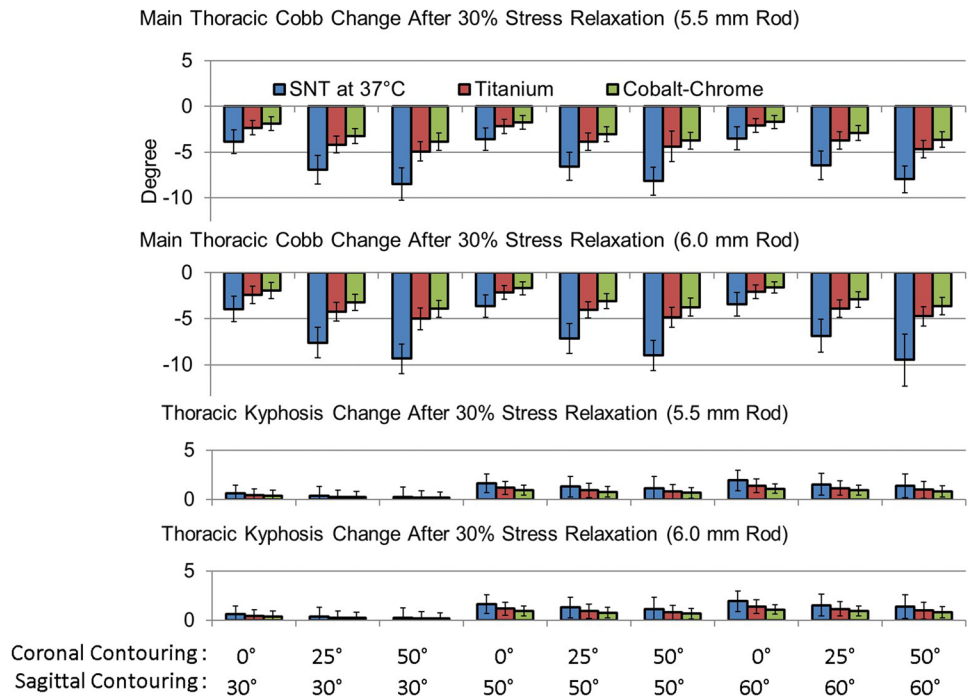 Main Thoracic Cobb Change After 30% Stress Relaxation (5.5 mm Rod)
5
SNT at 37°C Titanium Cobalt-Chrome
0
-5
-10
Degree
Main Thoracic Cobb Change After 30% Stress Relaxation (6.0 mm Rod)
0
-5
-10
Thoracic Kyphosis Change After 30% Stress Relaxation (5.5 mm Rod)
5
0
Thoracic Kyphosis Change After 30% Stress Relaxation (6.0 mm Rod)
5
0
Coronal Contouring : 0° 25° 50° 0° 25° 50° 0° 25° 50°
Sagittal Contouring : 30° 30° 30° 50° 50° 50° 60° 60° 60°